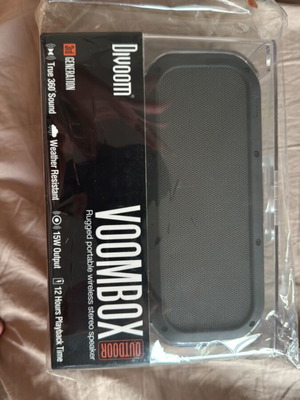 Divoom
3rd GENERATION
VOOMBOX OUTDOOR
Rugged portable wireless stereo speaker
True 360° Sound
Weather Resistant
15W Output
12 Hours Playback Time